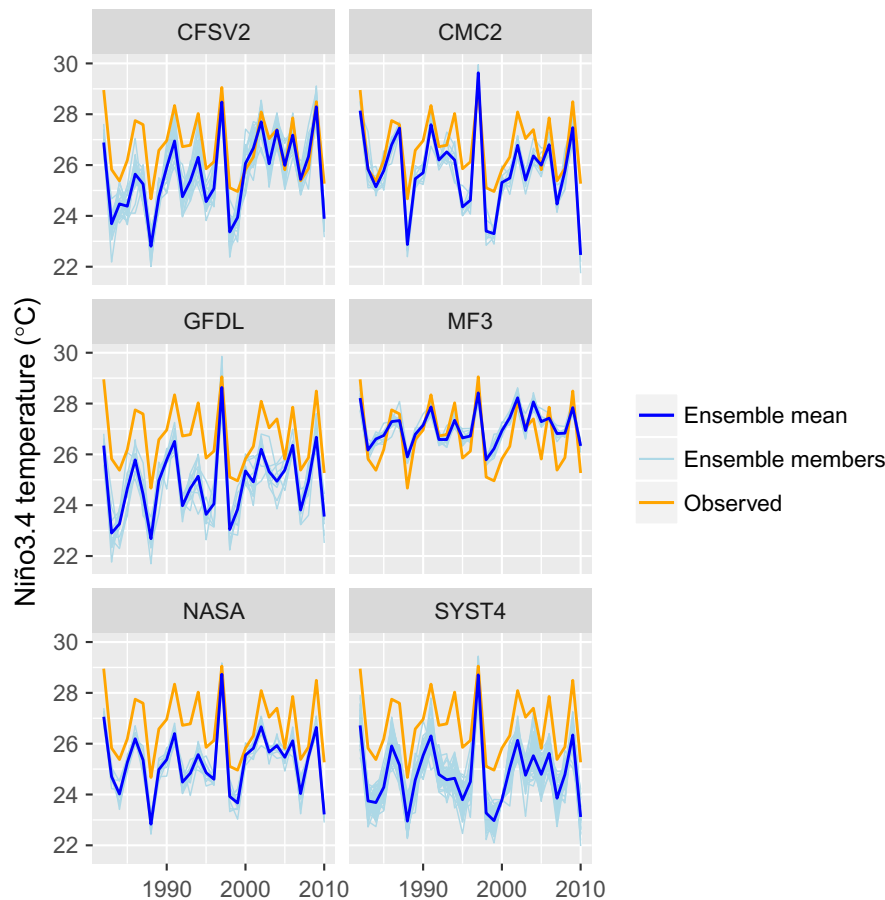 CFSV2 CMC2
30
28
26
24
22
GFDL MF3
30
28
26
24
22
NASA SYST4
30
28
26
24
22
1990 2000 2010 1990 2000 2010
Niño3.4 temperature (°C)
Ensemble mean
Ensemble members
Observed